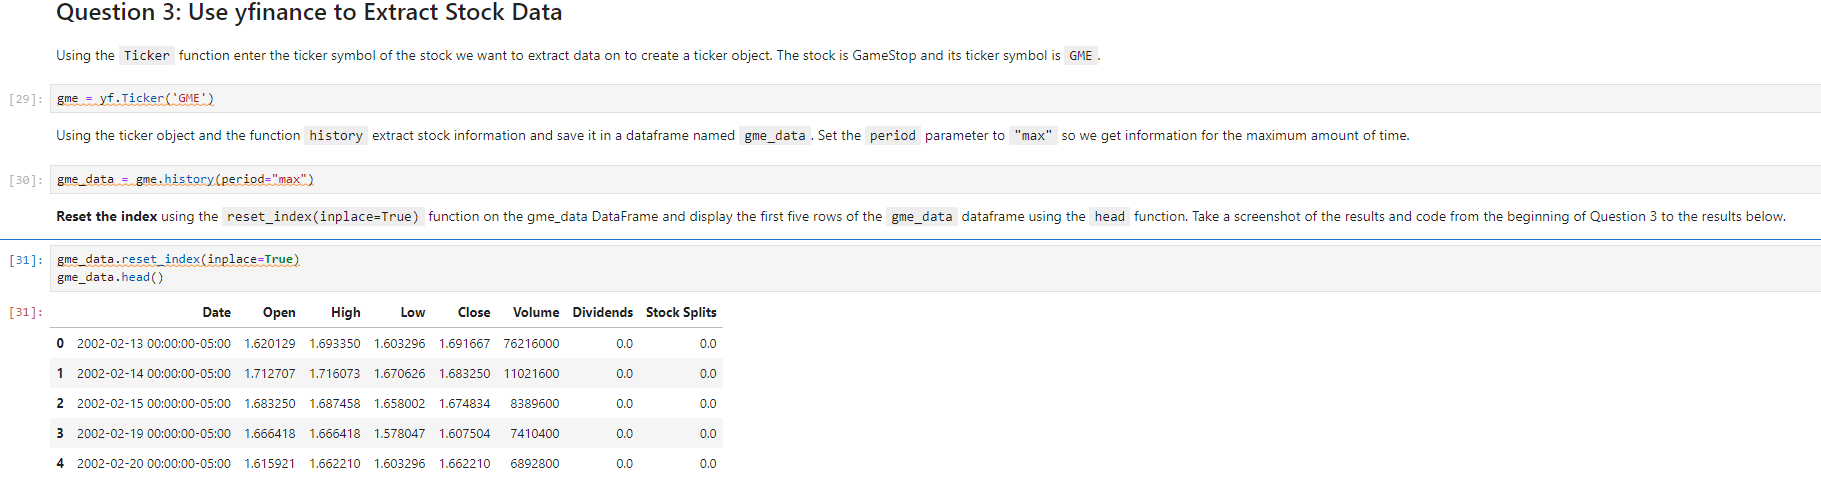 Question 3: Use yfinance to Extract Stock Data
Using the Ticker function enter the ticker symbol of the stock we want to extract data on to create a ticker object. The stock is GameStop and its ticker symbol is GME .
[29]: gme = yf.Ticker('GME')
Using the ticker object and the function history extract stock information and save it in a dataframe named gme_data . Set the period parameter to "max" so we get information for the maximum amount of time.
[30]: gme_data = gme.history(period="max")
Reset the index using the reset_index(inplace=True) function on the gme_data DataFrame and display the first five rows of the gme_data dataframe using the head function. Take a screenshot of the results and code from the beginning of Question 3 to the results below.
[31]: gme_data.reset_index(inplace=True)
gme_data.head()
[31]: Date Open High Low Close Volume Dividends Stock Splits
0 2002-02-13 00:00:00-05:00 1.620129 1.693350 1.603296 1.691667 76216000 0.0 0.0
1 2002-02-14 00:00:00-05:00 1.712707 1.716073 1.670626 1.683250 11021600 0.0 0.0
2 2002-02-15 00:00:00-05:00 1.683250 1.687458 1.658002 1.674834 8389600 0.0 0.0
3 2002-02-19 00:00:00-05:00 1.666418 1.666418 1.578047 1.607504 7410400 0.0 0.0
4 2002-02-20 00:00:00-05:00 1.615921 1.662210 1.603296 1.662210 6892800 0.0 0.0